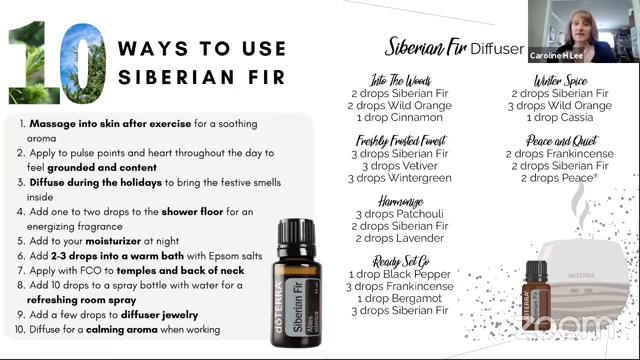 10 WAYS TO USE
SIBERIAN FIR
1. Massage into skin after exercise for a soothing
aroma
2. Apply to pulse points and heart throughout the day to
feel grounded and content
3. Diffuse during the holidays to bring the festive smells
inside
4. Add one to two drops to the shower floor for an
energizing fragrance
5. Add to your moisturizer at night
6. Add 2-3 drops into a warm bath with Epsom salts
7. Apply with FCO to temples and back of neck
8. Add 10 drops to a spray bottle with water for a
refreshing room spray
9. Add a few drops to diffuser jewelry
10. Diffuse for a calming aroma when working
dōTERRA
Siberian Fir
Abies
sibirica
15 mL
Siberian Fir Diffuser
Into The Woods
2 drops Siberian Fir
2 drops Wild Orange
1 drop Cinnamon
Freshly Frosted Forest
3 drops Siberian Fir
3 drops Vetiver
3 drops Wintergreen
Harmonize
3 drops Patchouli
2 drops Siberian Fir
2 drops Lavender
Ready Set Go
1 drop Black Pepper
3 drops Frankincense
1 drop Bergamot
3 drops Siberian Fir
Winter Spice
2 drops Siberian Fir
3 drops Wild Orange
1 drop Cassia
Peace and Quiet
2 drops Frankincense
2 drops Siberian Fir
2 drops Peace®
dōTERRA
dōTERRA
Siberian Fir
Caroline H Lee
zoom